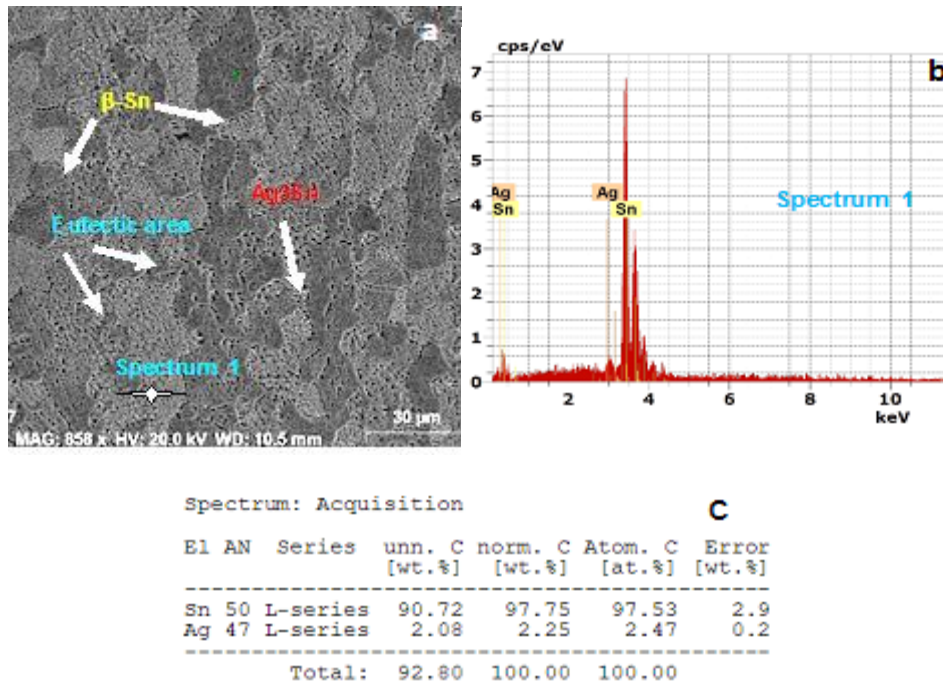 a
β-Sn
Ag3Sn
Eutectic area
Spectrum 1
30 µm
MAG: 858 x HV: 20.0 kV WD: 10.5 mm
cps/eV
b
7
6
5
4
3
2
1
0
Ag
Sn
Ag
Sn
Spectrum 1
2 4 6 8 10
keV
Spectrum: Acquisition
C
El AN Series unn. C norm. C Atom. C Error
[wt.%] [wt.%] [at.%] [wt.%]
Sn 50 L-series 90.72 97.75 97.53 2.9
Ag 47 L-series 2.08 2.25 2.47 0.2
Total: 92.80 100.00 100.00